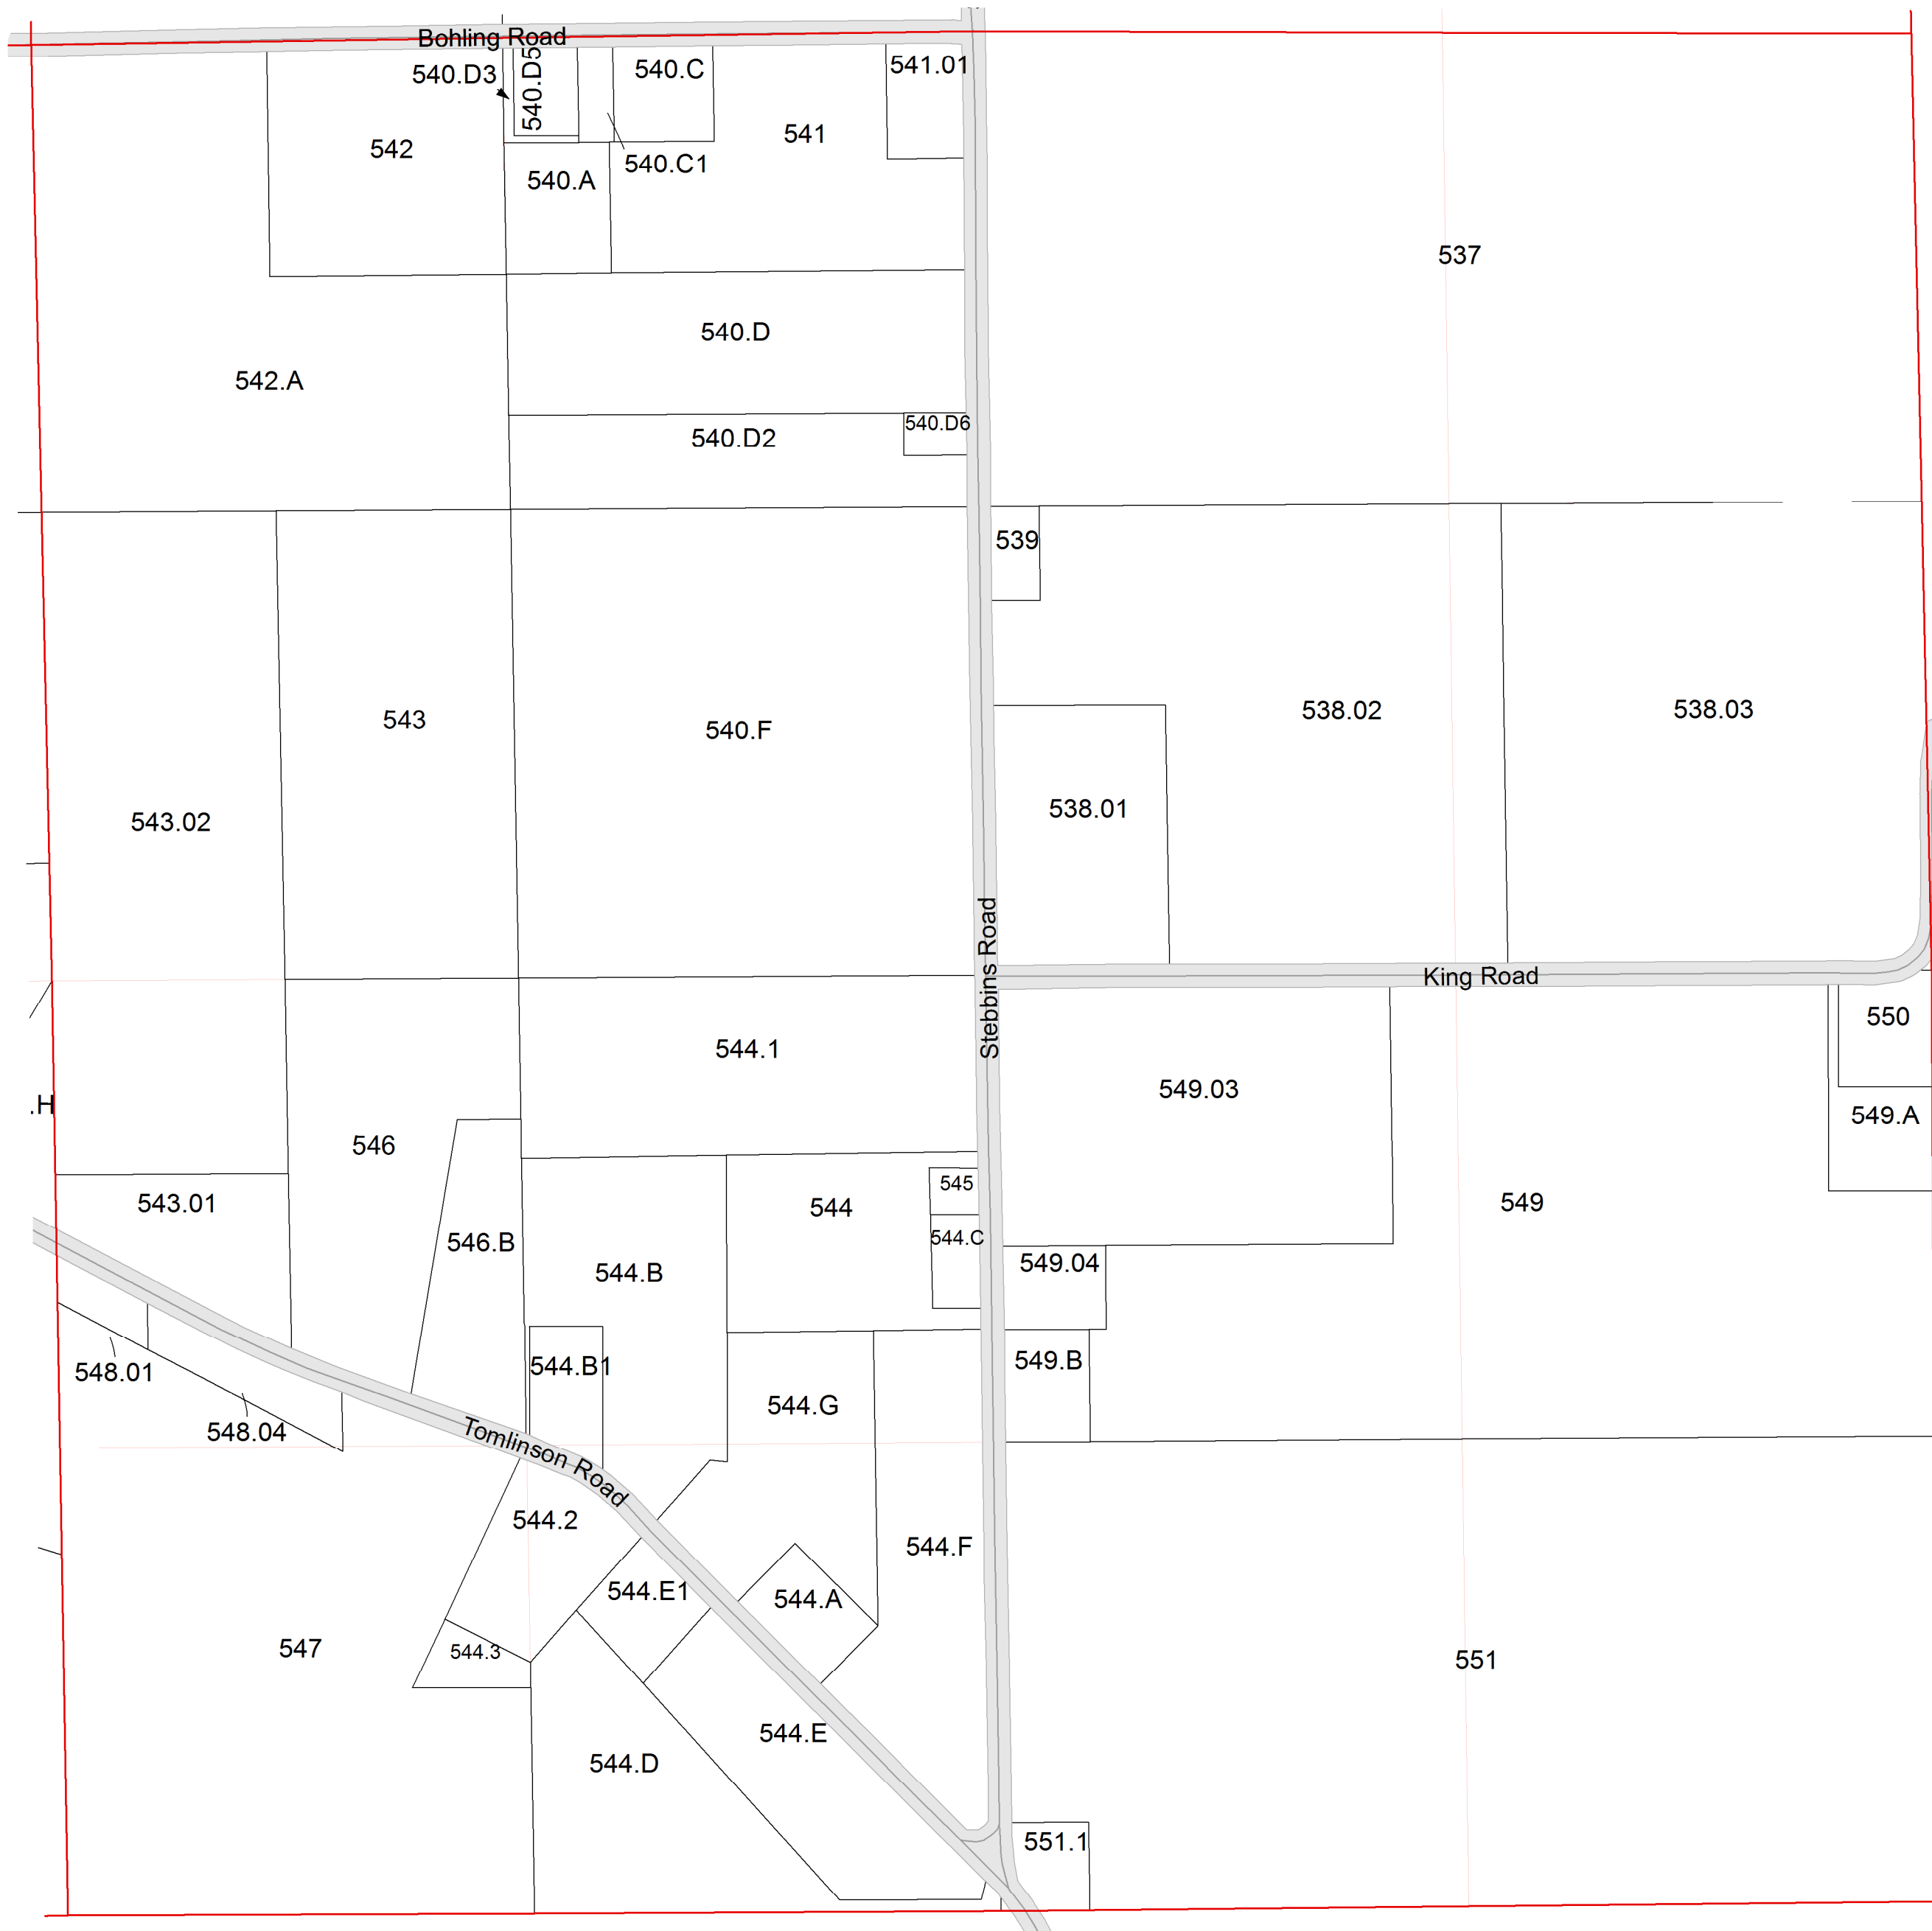 Bohling Road
540.D3
540.D5
540.C
541.01
542
541
540.C1
540.A
537
540.D
542.A
540.D6
540.D2
539
543
540.F
538.02
538.03
543.02
538.01
Stebbins Road
King Road
550
544.1
549.03
.H
549.A
546
545
543.01
544
549
544.C
546.B
544.B
549.04
544.B1
549.B
548.01
544.G
548.04
Tomlinson Road
544.2
544.F
544.E1
544.A
547
544.3
551
544.E
544.D
551.1